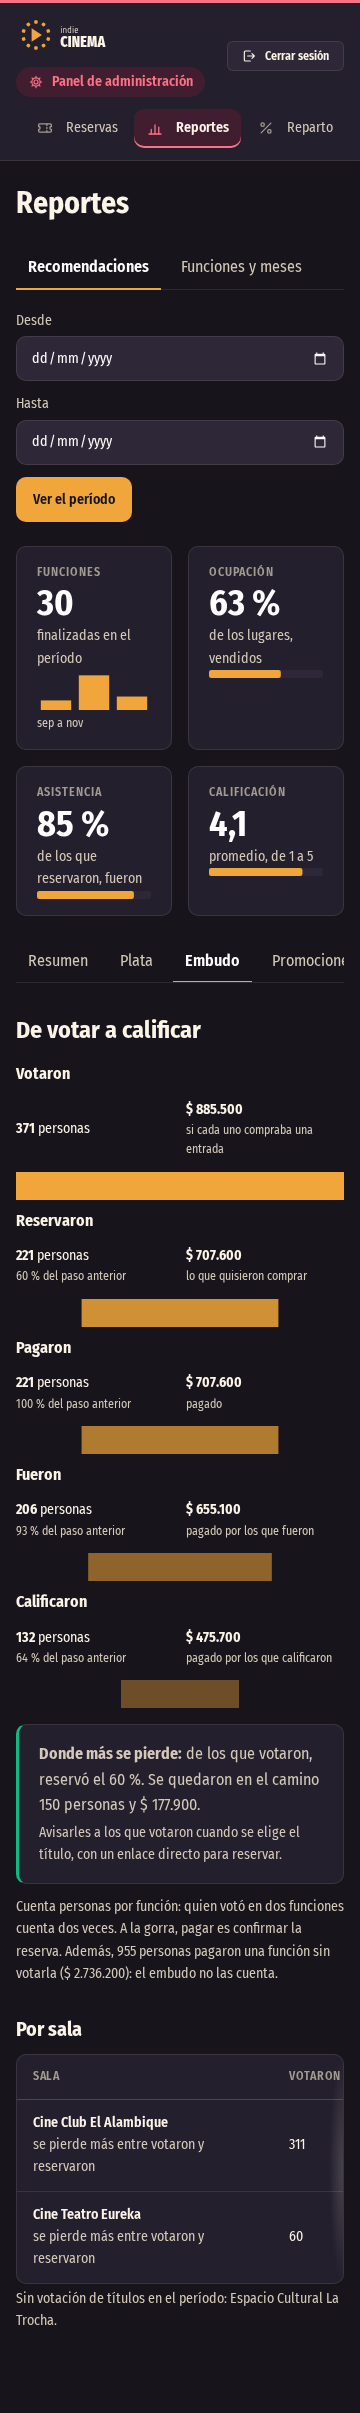 indie
CINEMA
Cerrar sesión
Panel de administración
Reservas
Reportes
Reparto
Reportes
Recomendaciones
Funciones y meses
Desde
dd/mm/yyyy
Hasta
dd/mm/yyyy
Ver el período
FUNCIONES
30
finalizadas en el
período
sep a nov
OCUPACIÓN
63 %
de los lugares,
vendidos
ASISTENCIA
85 %
de los que
reservaron, fueron
CALIFICACIÓN
4,1
promedio, de 1 a 5
Resumen
Plata
Embudo
Promocione
De votar a calificar
Votaron
371 personas
$ 885.500
si cada uno compraba una
entrada
Reservaron
221 personas
60 % del paso anterior
$ 707.600
lo que quisieron comprar
Pagaron
221 personas
100 % del paso anterior
$ 707.600
pagado
Fueron
206 personas
93 % del paso anterior
$ 655.100
pagado por los que fueron
Calificaron
132 personas
64 % del paso anterior
$ 475.700
pagado por los que calificaron
Donde más se pierde: de los que votaron,
reservó el 60 %. Se quedaron en el camino
150 personas y $ 177.900.
Avisarles a los que votaron cuando se elige el
título, con un enlace directo para reservar.
Cuenta personas por función: quien votó en dos funciones
cuenta dos veces. A la gorra, pagar es confirmar la
reserva. Además, 955 personas pagaron una función sin
votarla ($ 2.736.200): el embudo no las cuenta.
Por sala
SALA
VOTARON
Cine Club El Alambique
se pierde más entre votaron y
reservaron
311
Cine Teatro Eureka
se pierde más entre votaron y
reservaron
60
Sin votación de títulos en el período: Espacio Cultural La
Trocha.